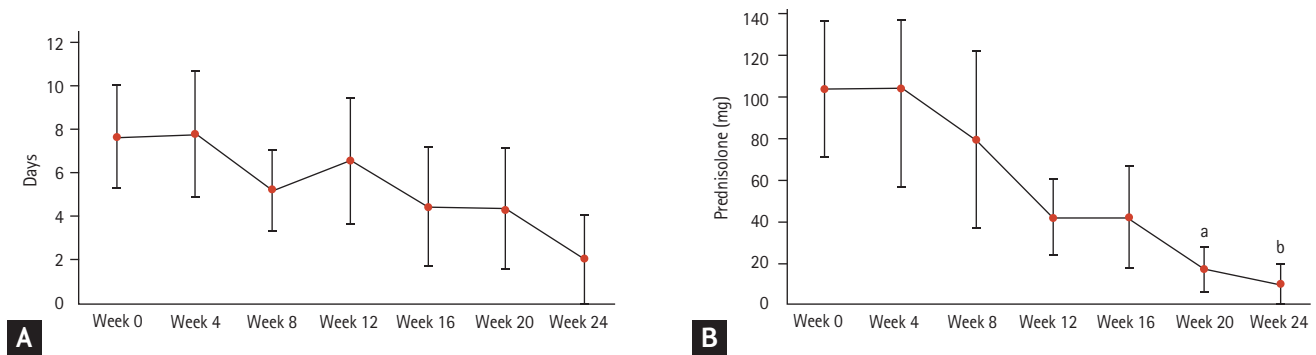 12
10
8
6
4
2
0
Days
Week 0 Week 4 Week 8 Week 12 Week 16 Week 20 Week 24
A
140
120
100
80
60
40
20
0
Prednisolone (mg)
a
b
Week 0 Week 4 Week 8 Week 12 Week 16 Week 20 Week 24
B